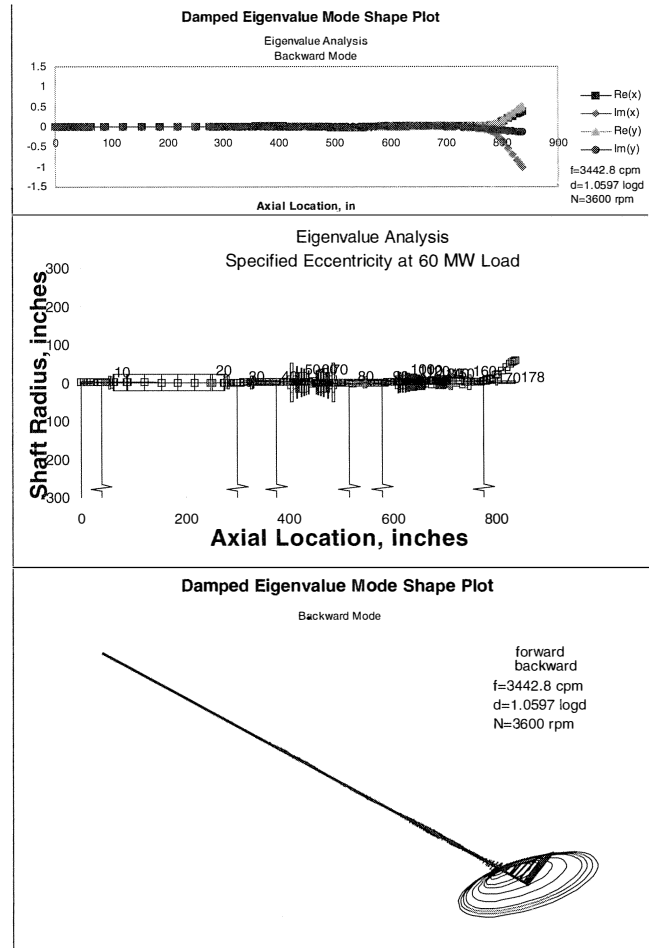 Damped Eigenvalue Mode Shape Plot
Eigenvalue Analysis
Backward Mode
1.5
1
0.5
0
-0.5
-1
-1.5
0 100 200 300 400 500 600 700 800 900
Re(x)
Im(x)
Re(y)
Im(y)
f=3442.8 cpm
d=1.0597 logd
N=3600 rpm
Axial Location, in
Eigenvalue Analysis
Specified Eccentricity at 60 MW Load
Shaft Radius, inches
300
200
100
0
-100
-200
-300
10 20 30 40 70 80 160 178
0 200 400 600 800
Axial Location, inches
Damped Eigenvalue Mode Shape Plot
Backward Mode
forward
backward
f=3442.8 cpm
d=1.0597 logd
N=3600 rpm